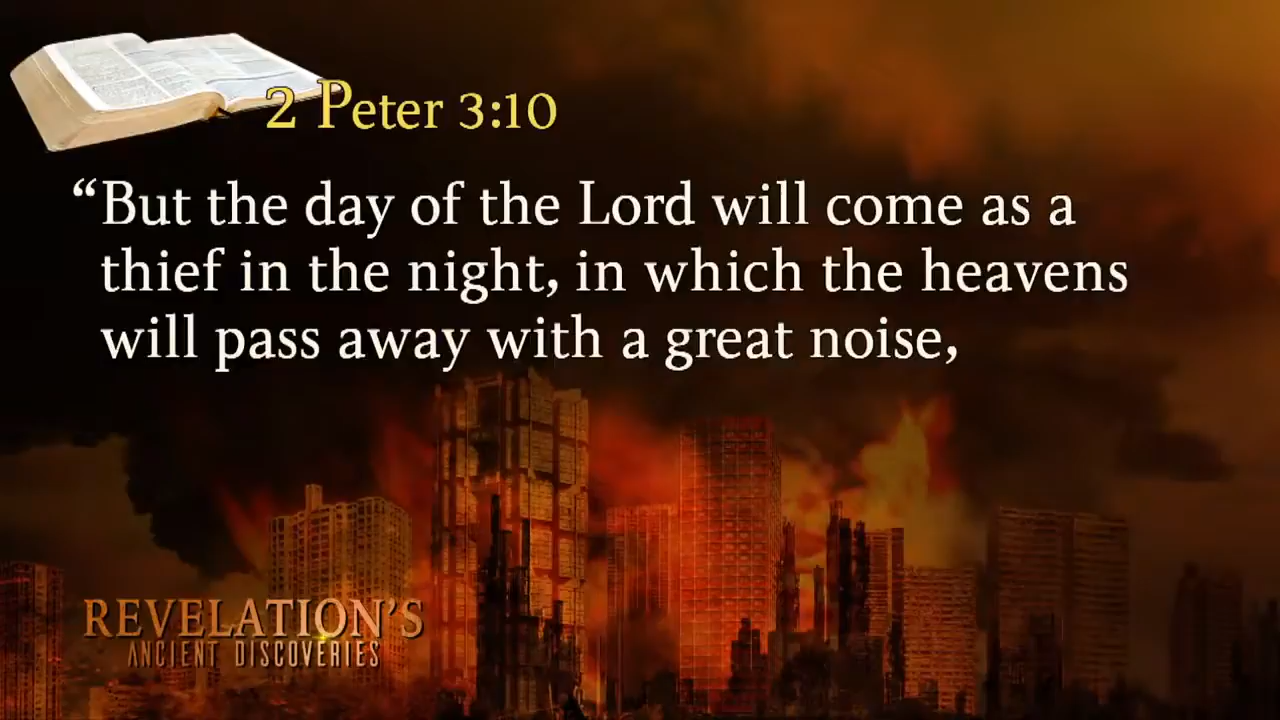 2 Peter 3:10
“But the day of the Lord will come as a
thief in the night, in which the heavens
will pass away with a great noise,
REVELATION’S
ANCIENT DISCOVERIES